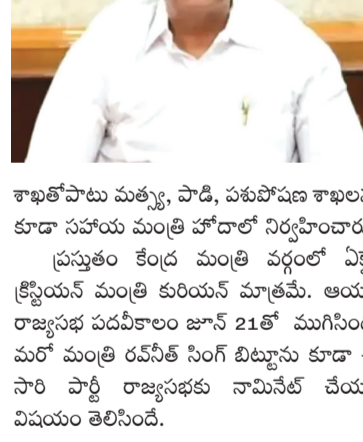 శాఖతోపాటు మత్స్య, పాడి, పశుపోషణ శాఖల
కూడా సహాయ మంత్రి హోదాలో నిర్వహించారు
ప్రస్తుతం కేంద్ర మంత్రి వర్గంలో
క్రిస్టియన్ మంత్రి కురియన్ మాత్రమే. ఆయ
రాజ్యసభ పదవీకాలం జూన్ 21తో ముగిసిం
మరో మంత్రి రవ్‌నీత్ సింగ్ బిట్టూను కూడా
సారి పార్టీ రాజ్యసభకు నామినేట్ చేయ
విషయం తెలిసిందే.